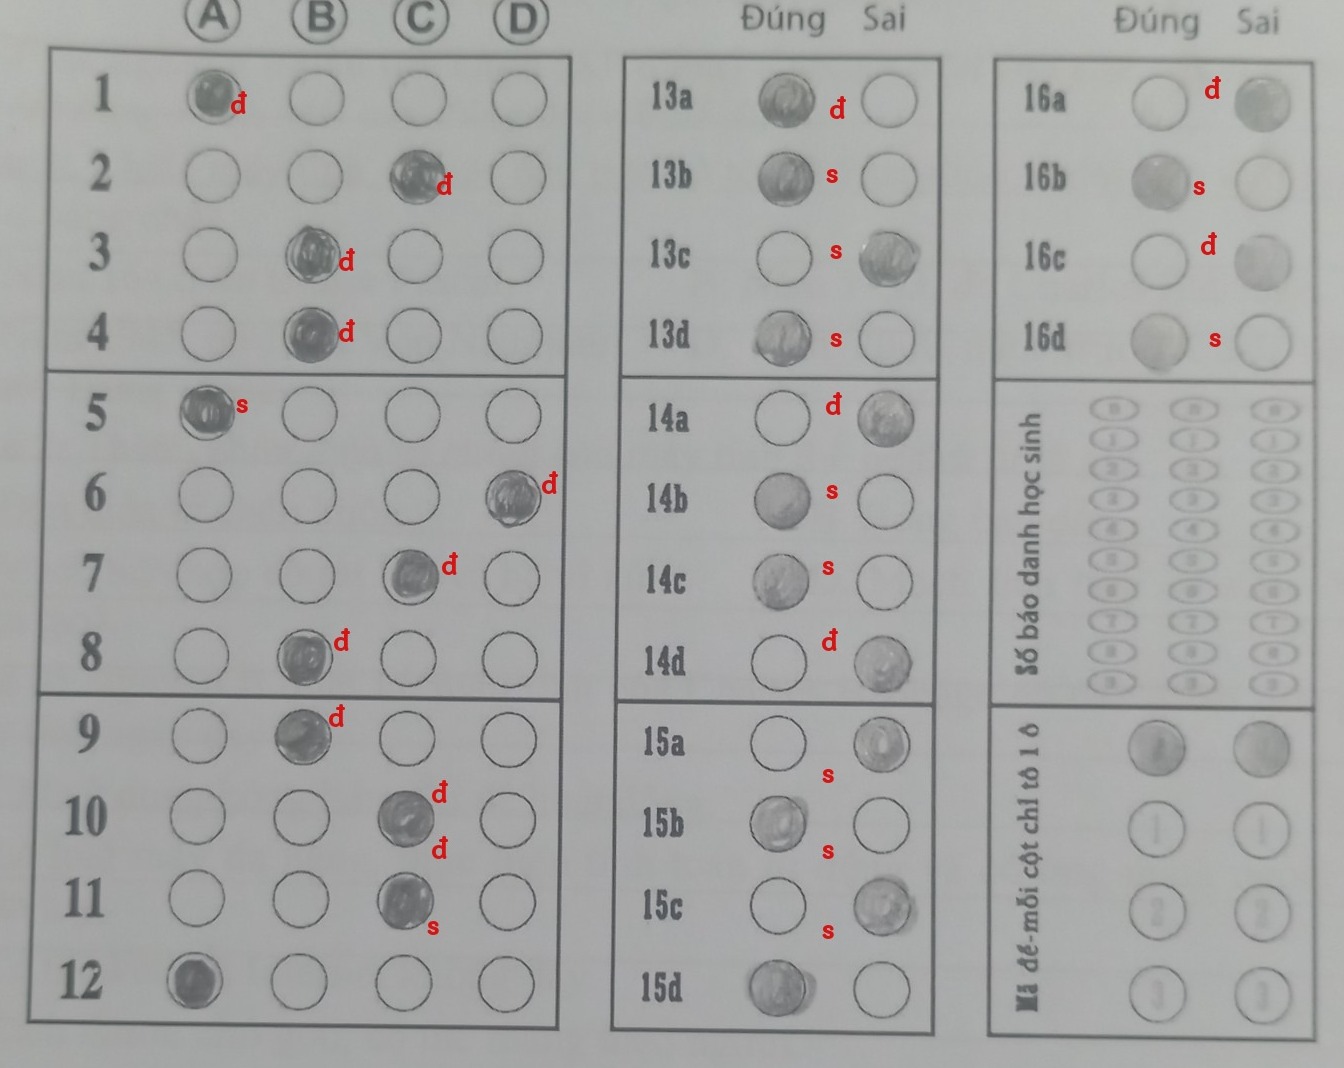 A B C D
1 đ
2 đ
3 đ
4 đ
5 s
6 đ
7 đ
8 đ
9 đ
10 đ
đ
11
s
12
Đúng Sai
13a đ
13b s
13c s
13d s
14a đ
14b s
14c s
14d đ
15a
s
15b
s
15c
s
15d
Đúng Sai
16a đ
16b s
16c đ
16d s
Số báo danh học sinh
Mã đề-mỗi cột chỉ tô 1 ô